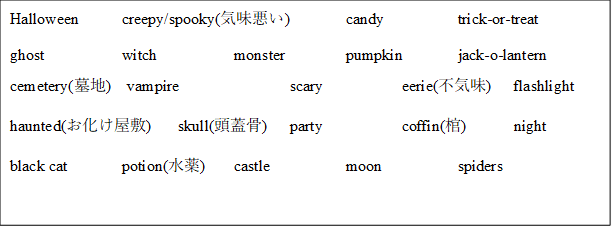 Halloween creepy/spooky(気味悪い) candy trick-or-treat
ghost witch monster pumpkin jack-o-lantern
cemetery(墓地) vampire scary eerie(不気味) flashlight
haunted(お化け屋敷) skull(頭蓋骨) party coffin(棺) night
black cat potion(水薬) castle moon spiders